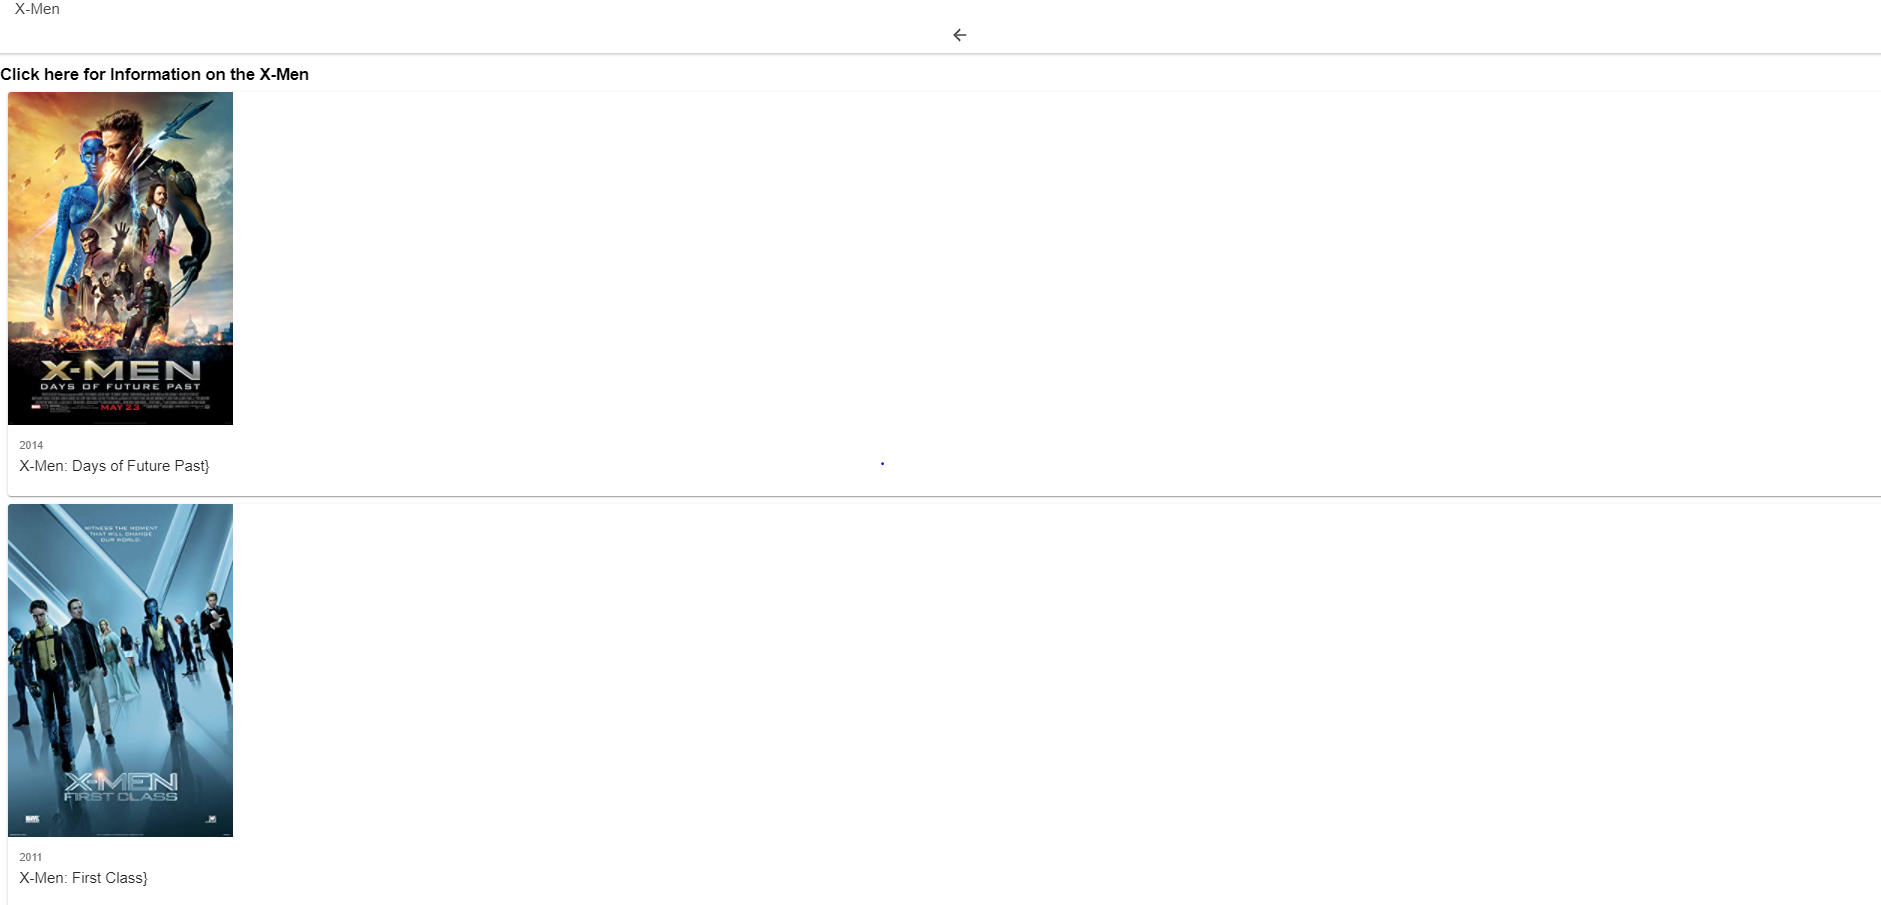 X-Men
Click here for Information on the X-Men
X-MEN
DAYS OF FUTURE PAST
MAY 23
2014
X-Men: Days of Future Past}
WITNESS THE MOMENT
THAT WILL CHANGE
OUR WORLD.
X-MEN
FIRST CLASS
2011
X-Men: First Class}